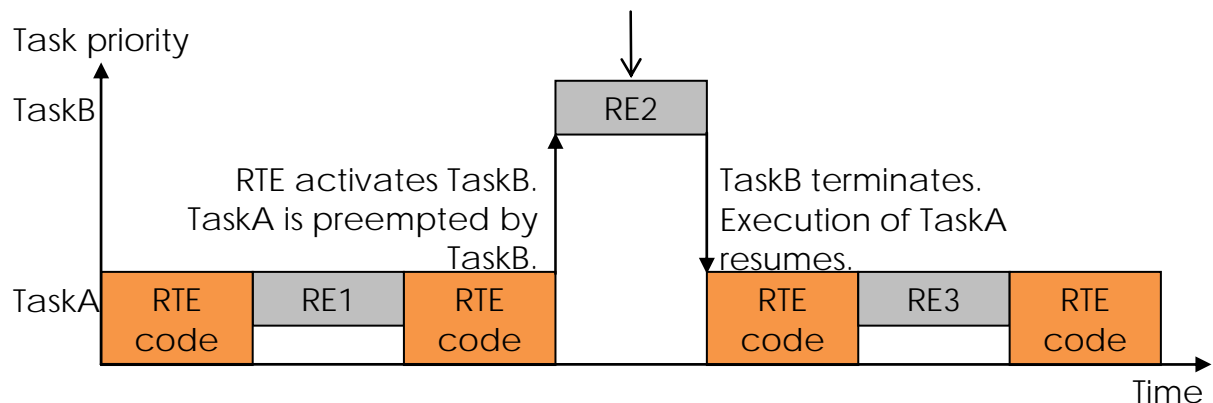 Task priority
TaskB
RE2
RTE activates TaskB.
TaskA is preempted by
TaskB.
TaskB terminates.
Execution of TaskA
resumes.
TaskA
RTE
code
RE1
RTE
code
RTE
code
RE3
RTE
code
Time